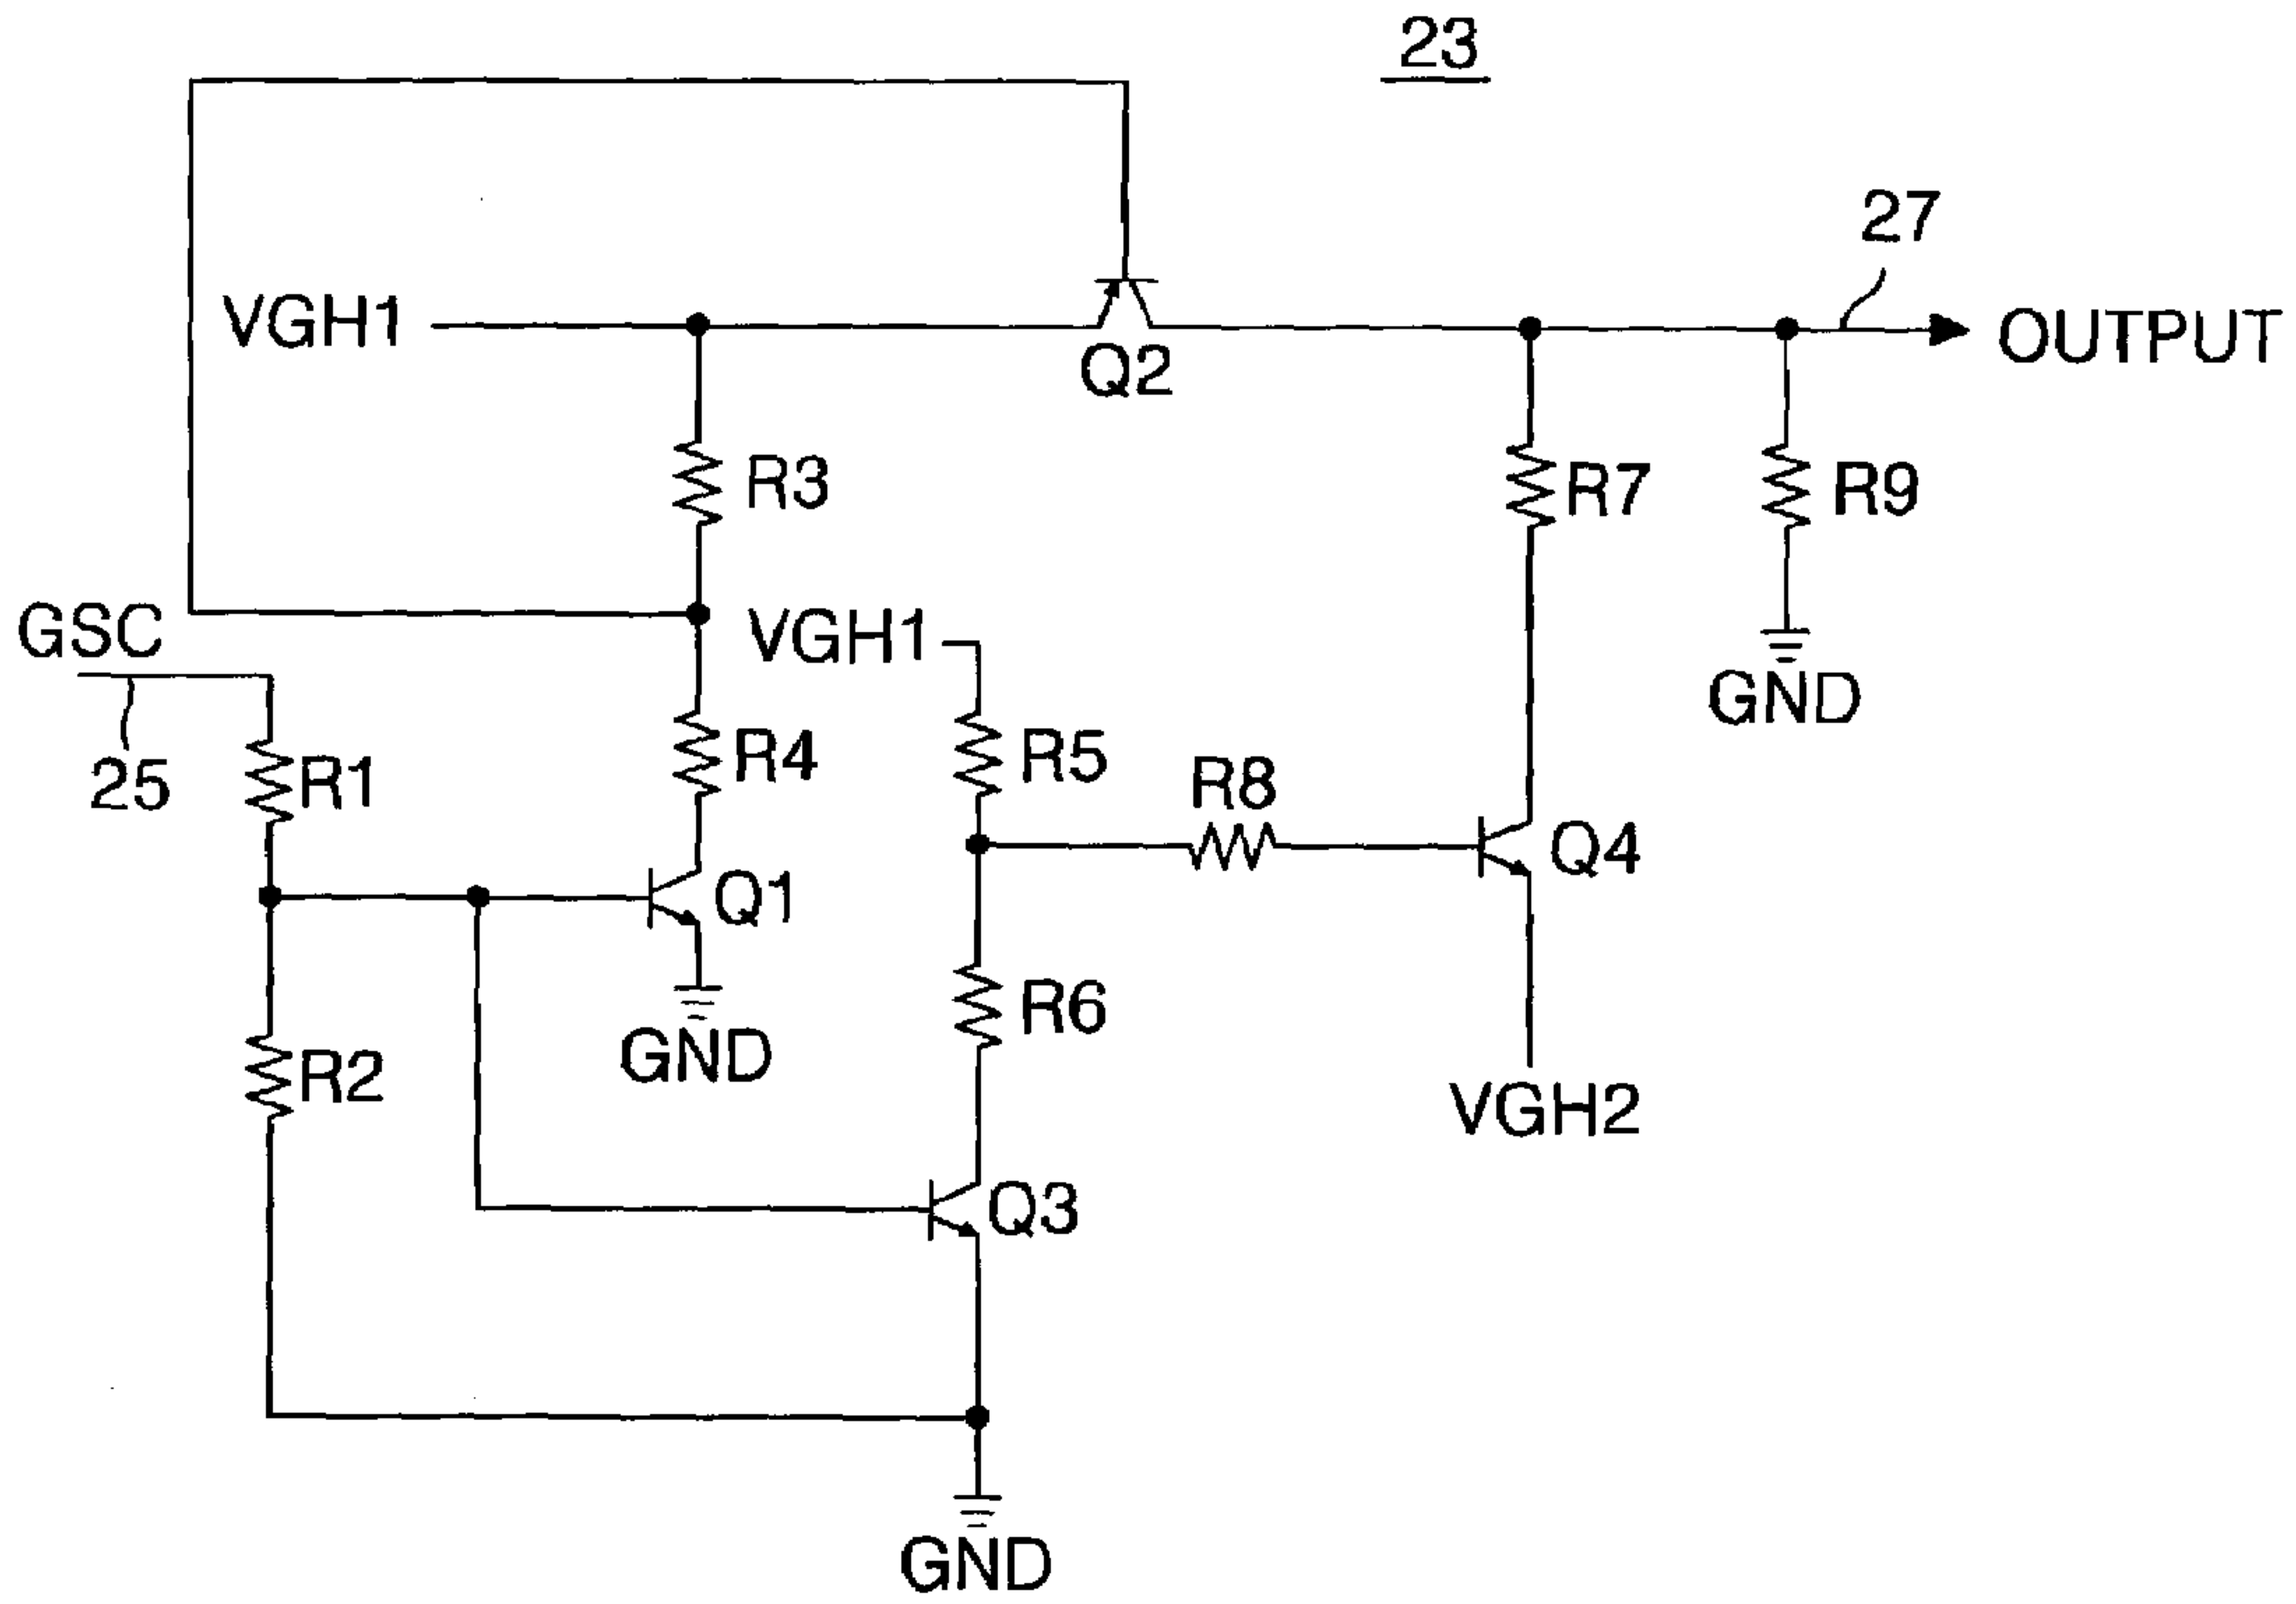 23
27
VGH1
OUTPUT
Q2
R3
R7
R9
GSC
VGH1
GND
25
R1
R4
R5
R8
Q1
Q4
R6
GND
R2
VGH2
Q3
GND